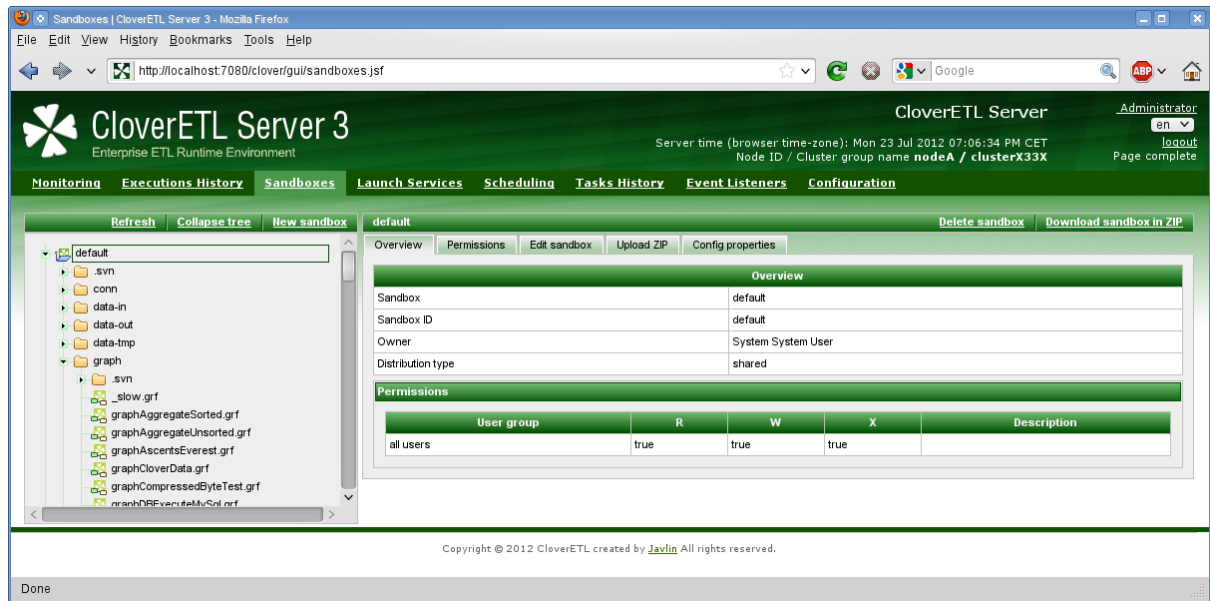 Sandboxes | CloverETL Server 3 - Mozilla Firefox
File Edit View History Bookmarks Tools Help
http://localhost:7080/clover/gui/sandboxes.jsf
Google
ABP
CloverETL Server 3
Enterprise ETL Runtime Environment
CloverETL Server
Administrator
en
Server time (browser time-zone): Mon 23 Jul 2012 07:06:34 PM CET
logout
Node ID / Cluster group name nodeA / clusterX33X
Page complete
Monitoring Executions History Sandboxes Launch Services Scheduling Tasks History Event Listeners Configuration
Refresh Collapse tree New sandbox
default
Delete sandbox Download sandbox in ZIP
default
.svn
conn
data-in
data-out
data-tmp
graph
.svn
_slow.grf
graphAggregateSorted.grf
graphAggregateUnsorted.grf
graphAscentsEverest.grf
graphCloverData.grf
graphCompressedByteTest.grf
graphDBExecuteMySql.grf
Overview Permissions Edit sandbox Upload ZIP Config properties
Overview
Sandbox default
Sandbox ID default
Owner System System User
Distribution type shared
Permissions
User group R W X Description
all users true true true
Copyright © 2012 CloverETL created by Javlin All rights reserved.
Done